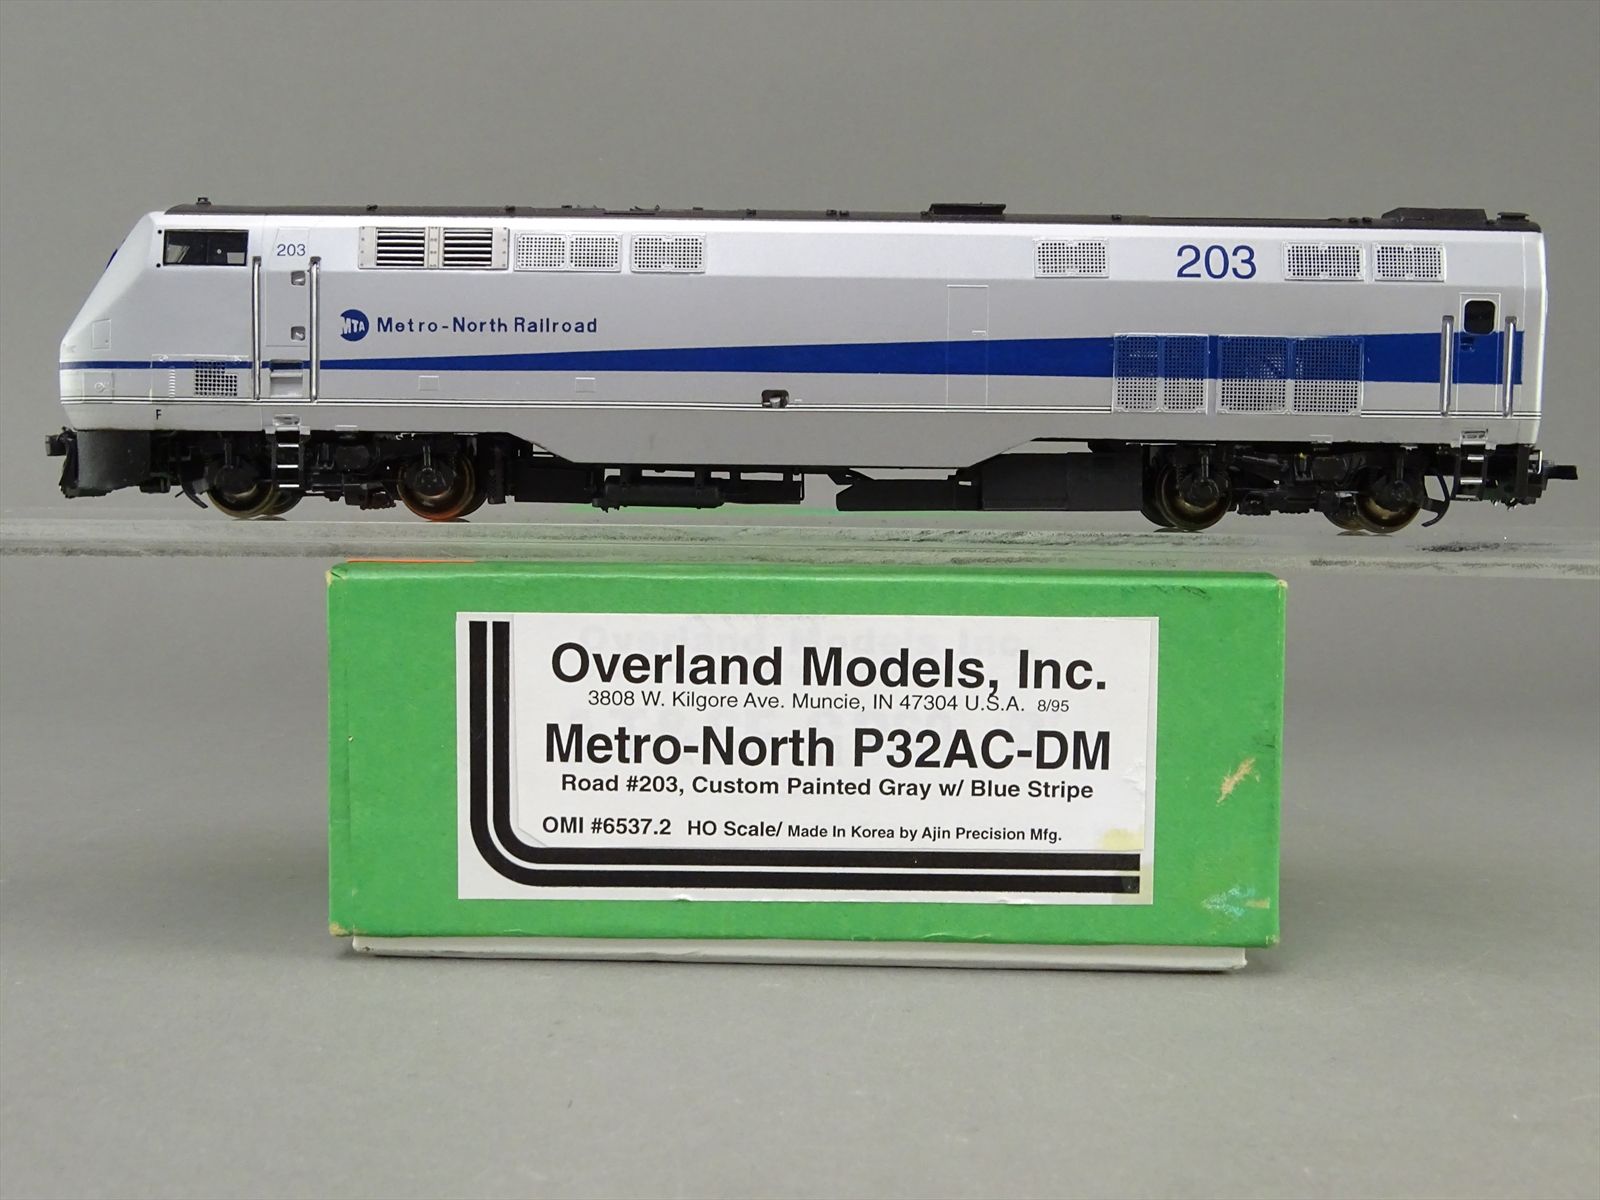 203
203
MTA Metro-North Railroad
F
Overland Models, Inc.
3808 W. Kilgore Ave. Muncie, IN 47304 U.S.A. 8/95
Metro-North P32AC-DM
Road #203, Custom Painted Gray w/ Blue Stripe
OMI #6537.2 HO Scale/ Made In Korea by Ajin Precision Mfg.